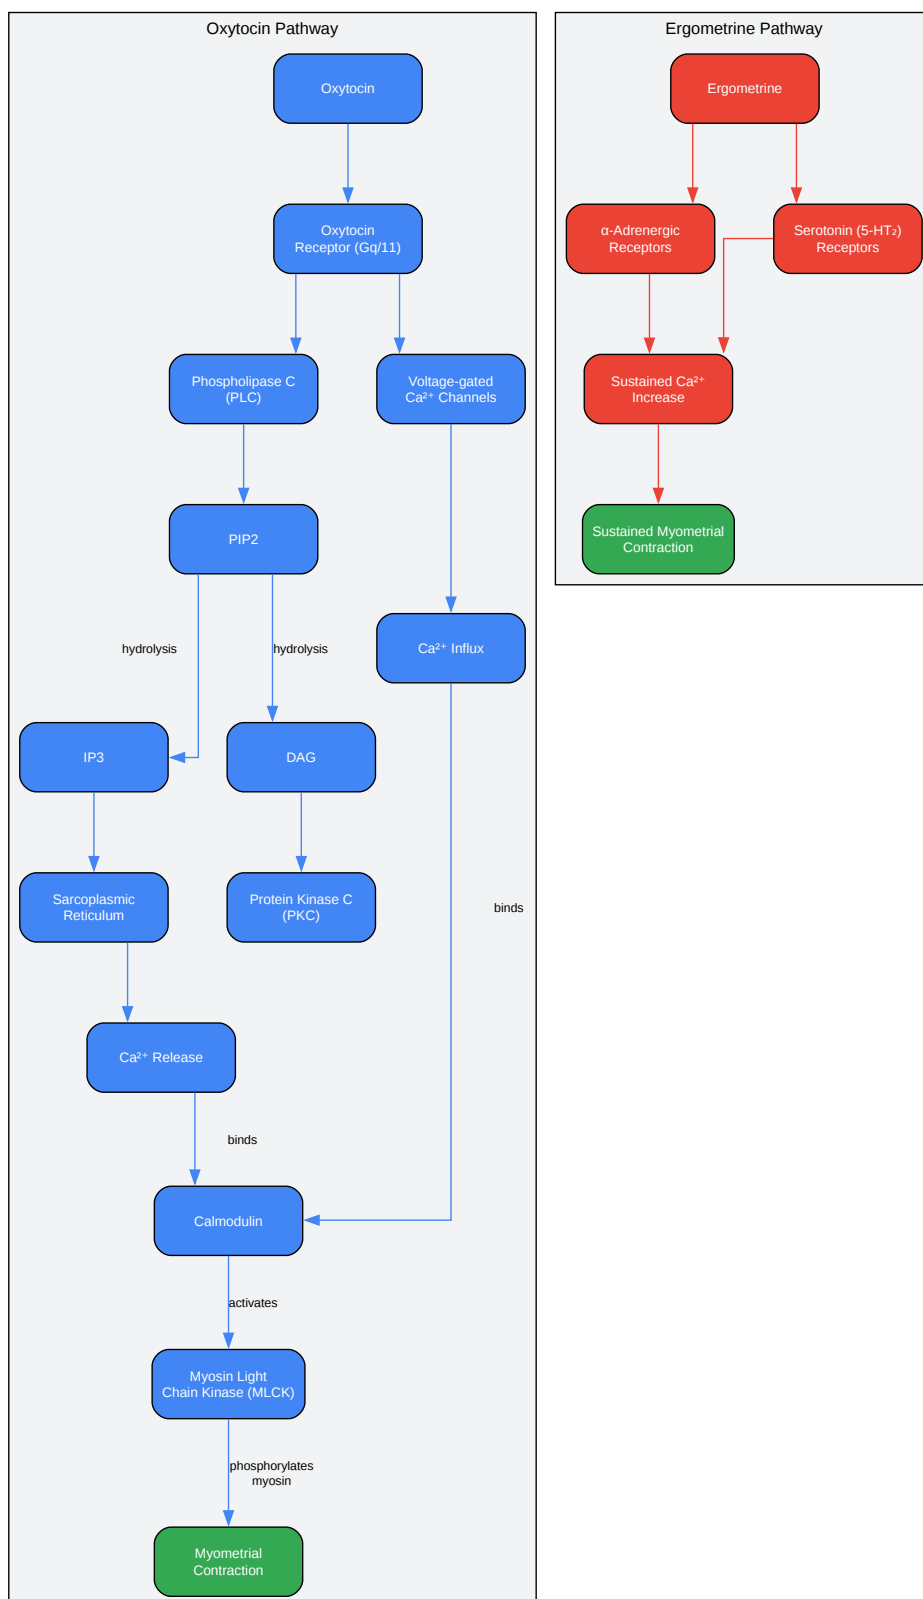 Oxytocin Pathway
Oxytocin
Oxytocin
Receptor (Gq/11)
Phospholipase C
(PLC)
Voltage-gated
Ca²⁺ Channels
PIP2
hydrolysis
hydrolysis
Ca²⁺ Influx
IP3
DAG
Sarcoplasmic
Reticulum
Protein Kinase C
(PKC)
binds
Ca²⁺ Release
binds
Calmodulin
activates
Myosin Light
Chain Kinase (MLCK)
phosphorylates
myosin
Myometrial
Contraction
Ergometrine Pathway
Ergometrine
α-Adrenergic
Receptors
Serotonin (5-HT₂)
Receptors
Sustained Ca²⁺
Increase
Sustained Myometrial
Contraction